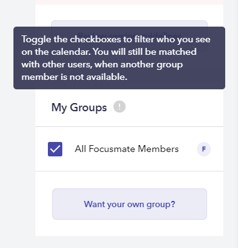 Toggle the checkboxes to filter who you see
on the calendar. You will still be matched
with other users, when another group
member is not available.
My Groups !
All Focusmate Members F
Want your own group?